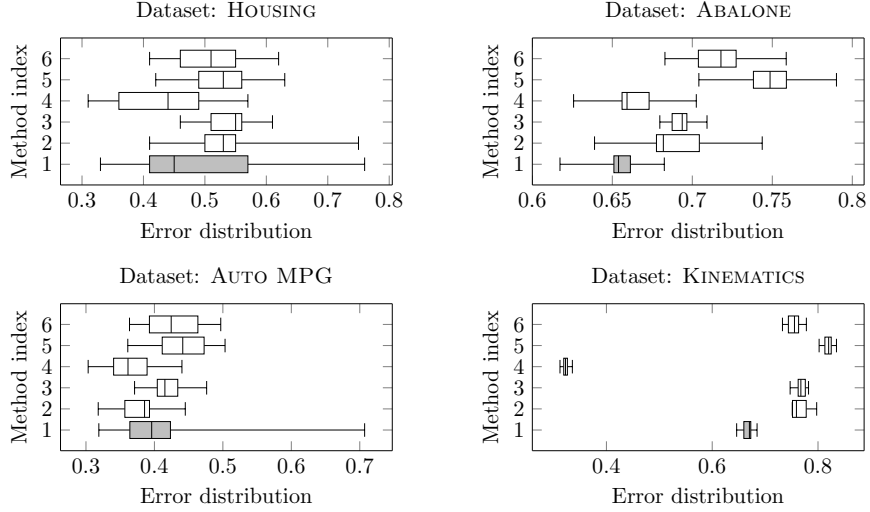 Dataset: HOUSING
Method index
6
5
4
3
2
1
0.3 0.4 0.5 0.6 0.7 0.8
Error distribution
Dataset: ABALONE
Method index
6
5
4
3
2
1
0.6 0.65 0.7 0.75 0.8
Error distribution
Dataset: AUTO MPG
Method index
6
5
4
3
2
1
0.3 0.4 0.5 0.6 0.7
Error distribution
Dataset: KINEMATICS
Method index
6
5
4
3
2
1
0.4 0.6 0.8
Error distribution